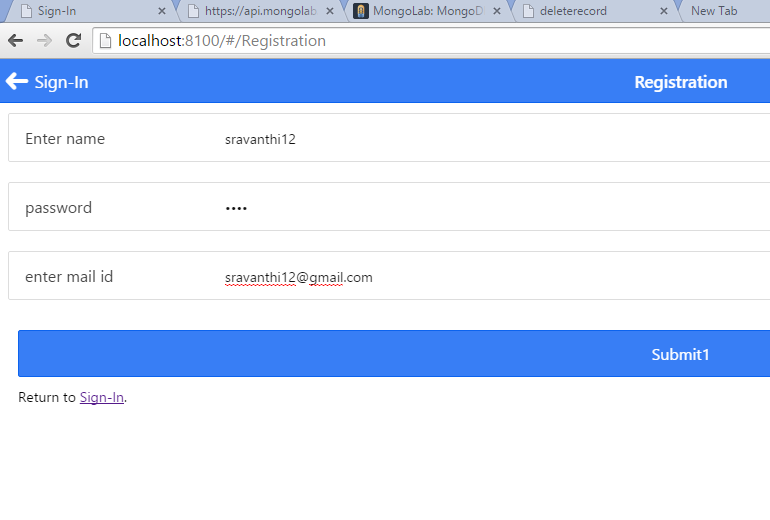 Sign-In https://api.mongolab MongoLab: MongoD deleterecord New Tab
localhost:8100/#/Registration
Sign-In Registration
Enter name sravanthi12
password ••••
enter mail id sravanthi12@gmail.com
Submit1
Return to Sign-In.